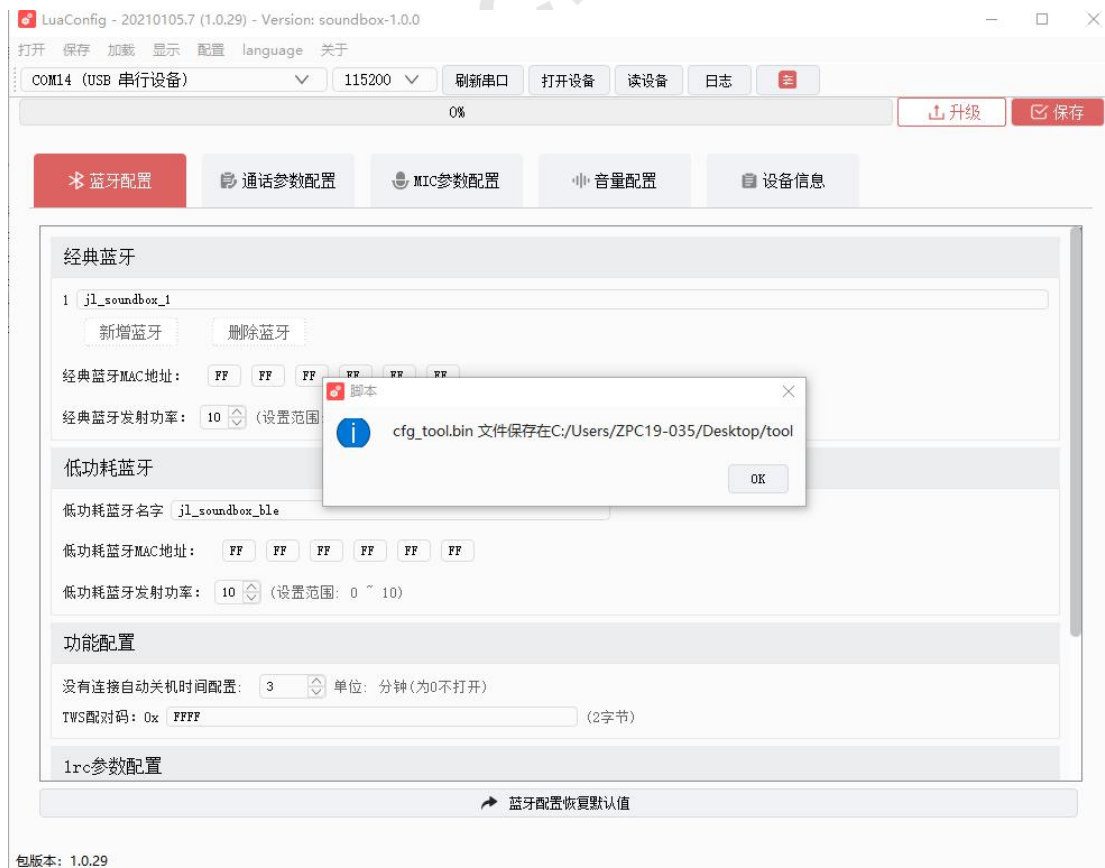 LuaConfig - 20210105.7 (1.0.29) - Version: soundbox-1.0.0
打开 保存 加载 显示 配置 language 关于
COM14 (USB 串行设备) 115200 刷新串口 打开设备 读设备 日志
0% 升级 保存
蓝牙配置 通话参数配置 MIC参数配置 音量配置 设备信息
经典蓝牙
1 jl_soundbox_1
新增蓝牙 删除蓝牙
经典蓝牙MAC地址: FF FF FF FF FF FF
脚本
经典蓝牙发射功率: 10 (设置范围:
cfg_tool.bin 文件保存在C:/Users/ZPC19-035/Desktop/tool
OK
低功耗蓝牙
低功耗蓝牙名字 jl_soundbox_ble
低功耗蓝牙MAC地址: FF FF FF FF FF FF
低功耗蓝牙发射功率: 10 (设置范围: 0 ~ 10)
功能配置
没有连接自动关机时间配置: 3 单位: 分钟(为0不打开)
TWS配对码: 0x FFFF (2字节)
lrc参数配置
蓝牙配置恢复默认值
包版本: 1.0.29